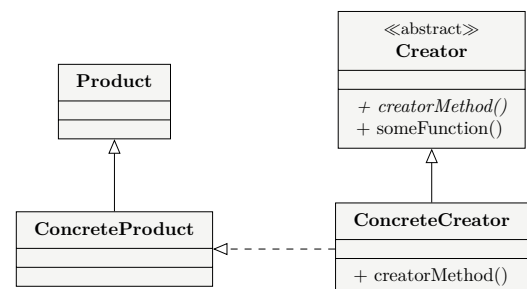 ≪abstract≫
Creator
+ creatorMethod()
+ someFunction()
Product
ConcreteProduct
ConcreteCreator
+ creatorMethod()